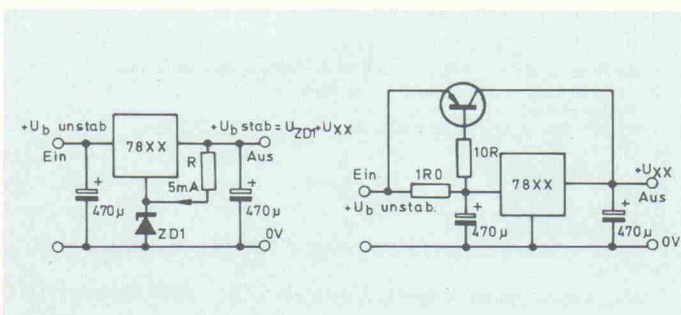 +Ub unstab
Ein
78XX
+Ub stab = UZD1+UXX
Aus
R
5mA
+
470µ
ZD1
+
470µ
0V
Ein
+Ub unstab.
1R0
10R
78XX
+UXX
Aus
+
470µ
+
470µ
0V